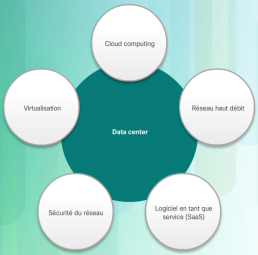 Cloud computing
Virtualisation
Réseau haut débit
Data center
Sécurité du réseau
Logiciel en tant que
service (SaaS)